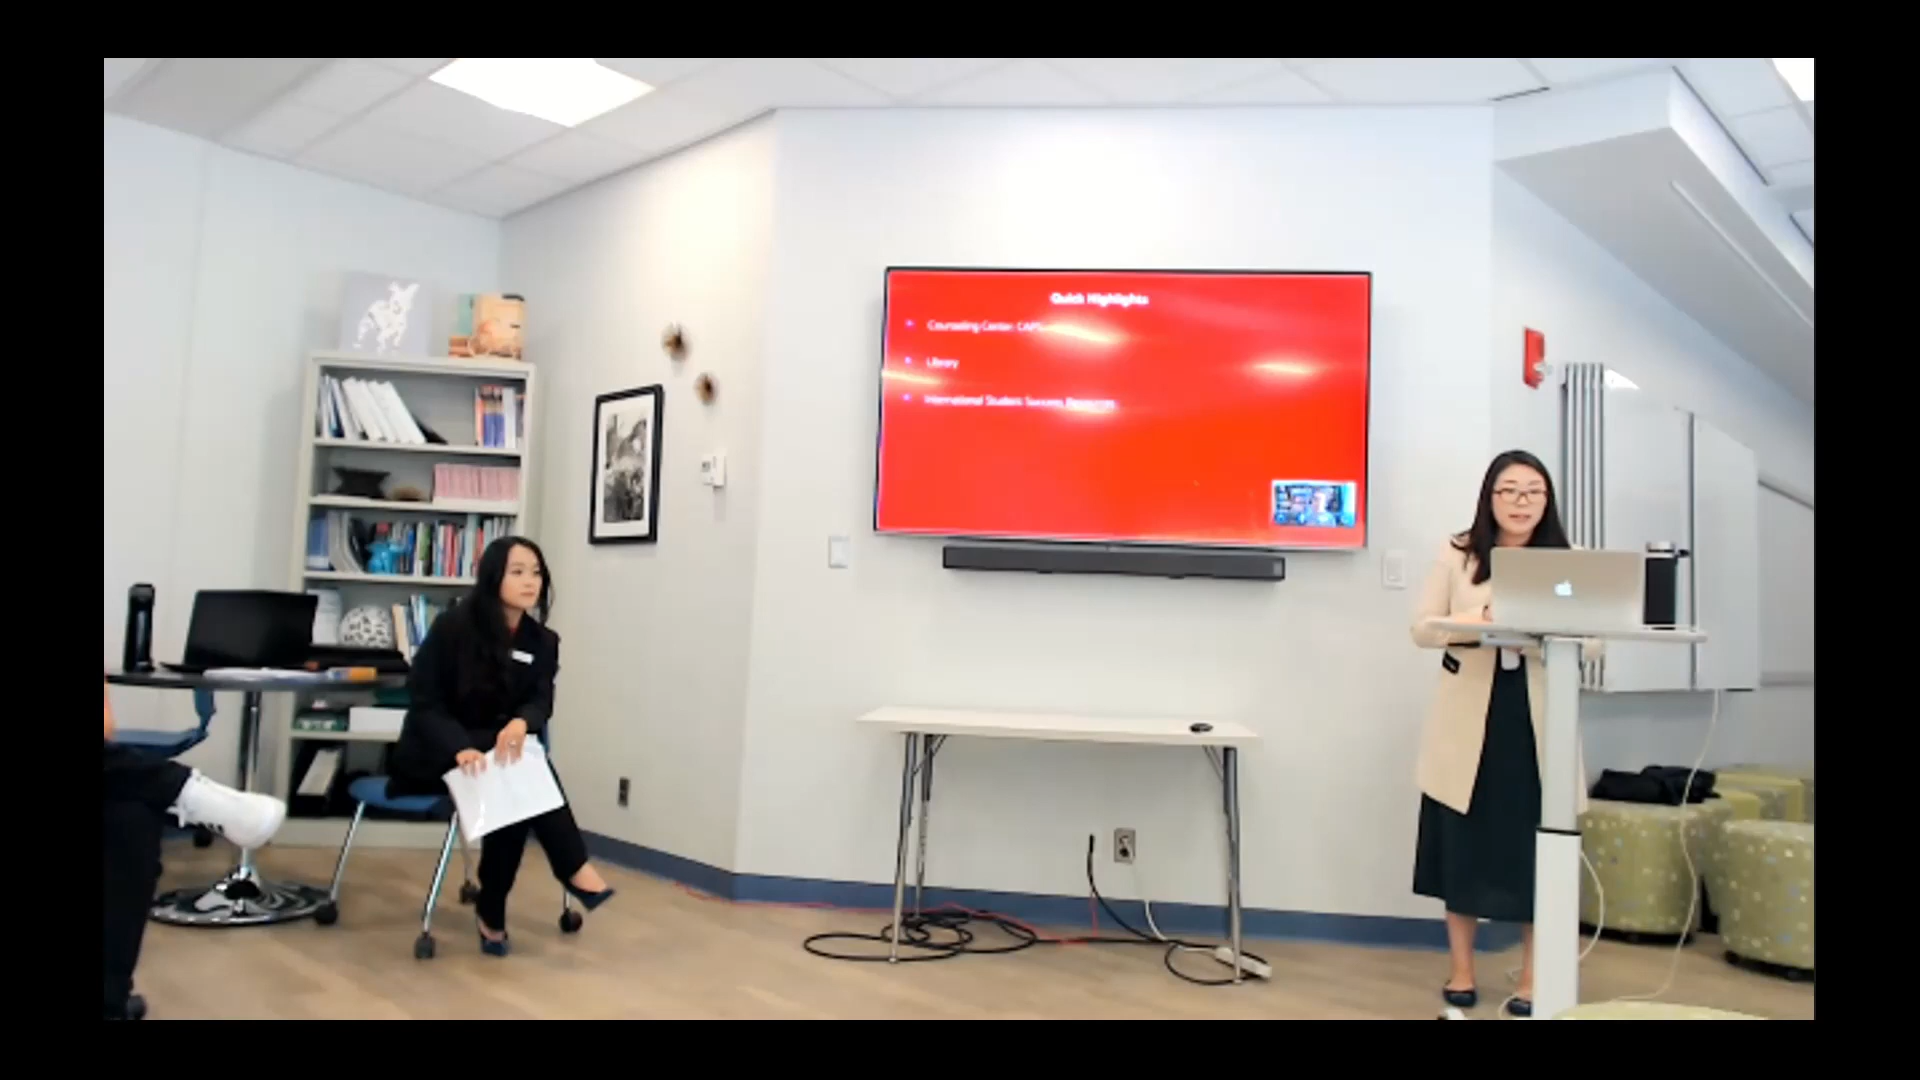 Quick Highlights
Counseling Center: CAPS
Library
International Student Success Resources